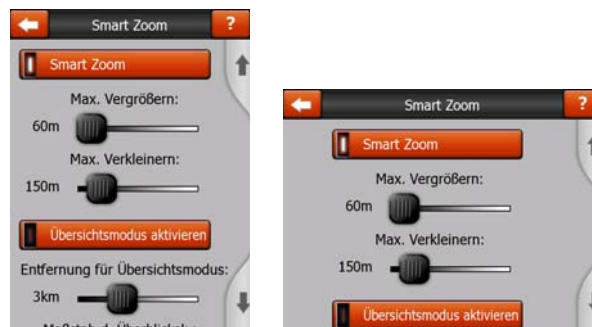 Smart Zoom ?
Smart Zoom
Max. Vergrößern:
60m
Max. Verkleinern:
150m
Übersichtsmodus aktivieren
Entfernung für Übersichtsmodus:
3km
Smart Zoom ?
Smart Zoom
Max. Vergrößern:
60m
Max. Verkleinern:
150m
Übersichtsmodus aktivieren